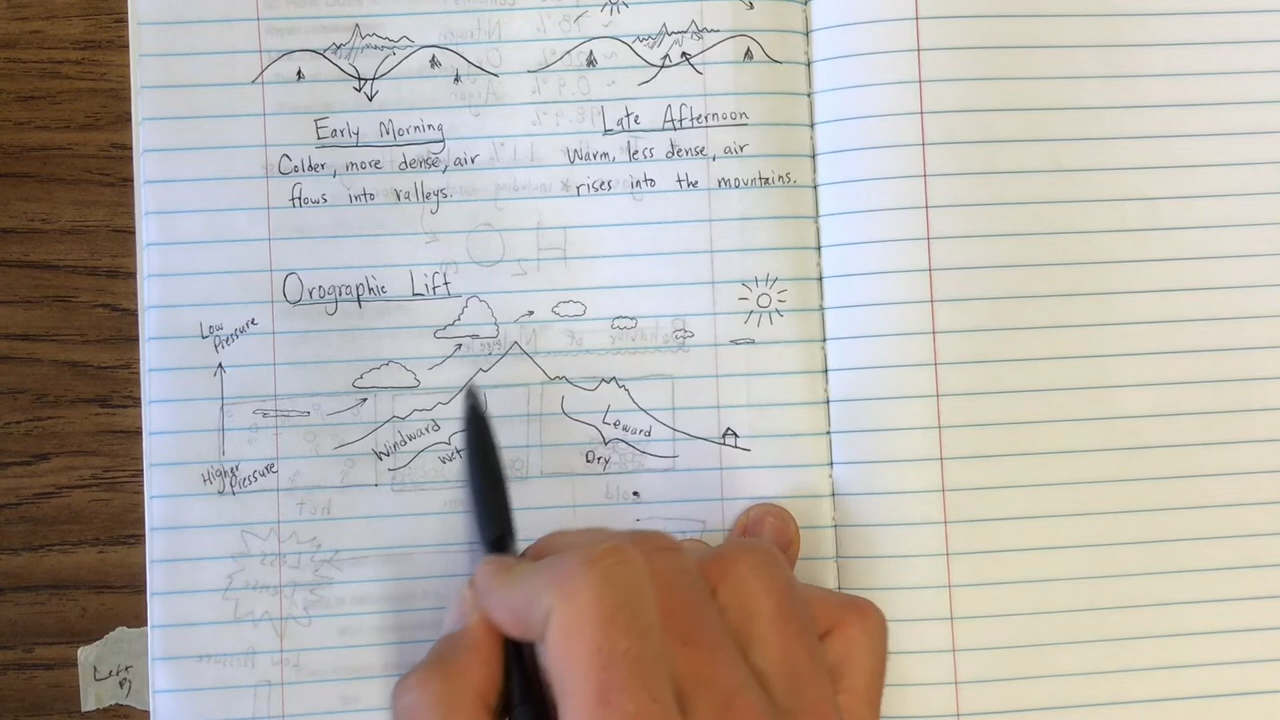 Early Morning
Colder, more dense, air
flows into valleys.
Late Afternoon
Warm, less dense, air
rises into the mountains.
Orographic Lift
Low
Pressure
Higher
Pressure
Windward
Wet
Leward
Dry